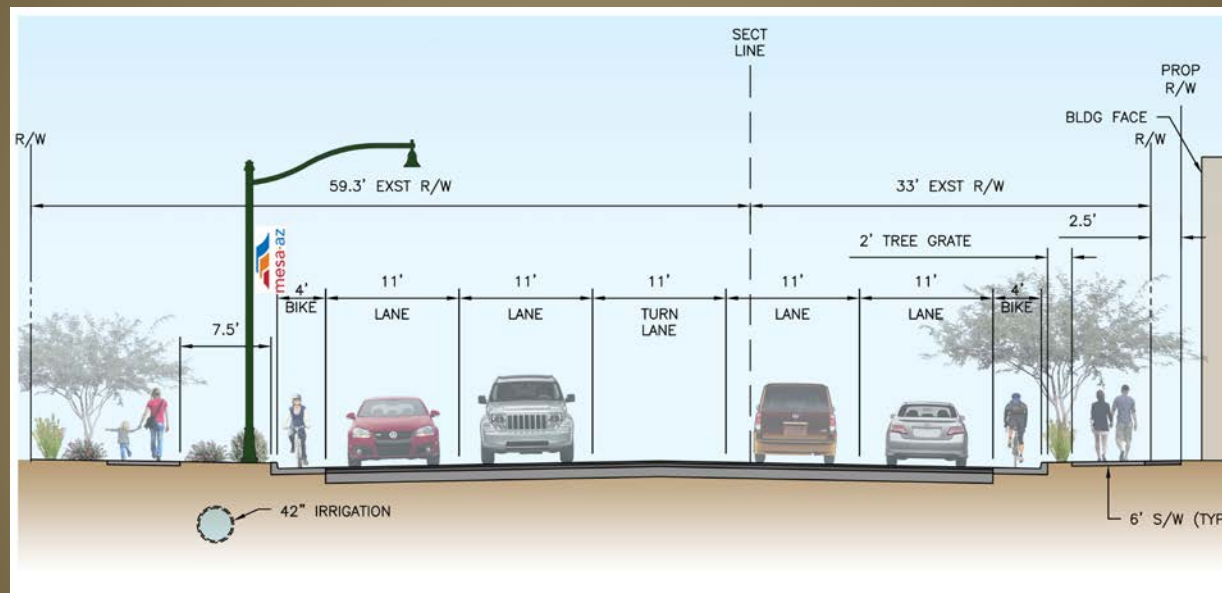 SECT
LINE
PROP
R/W
BLDG FACE
R/W
R/W
59.3' EXST R/W
33' EXST R/W
2.5'
2' TREE GRATE
mesa·az
4'
BIKE
11'
LANE
11'
LANE
11'
TURN
LANE
11'
LANE
11'
LANE
4'
BIKE
7.5'
42" IRRIGATION
6' S/W (TYP